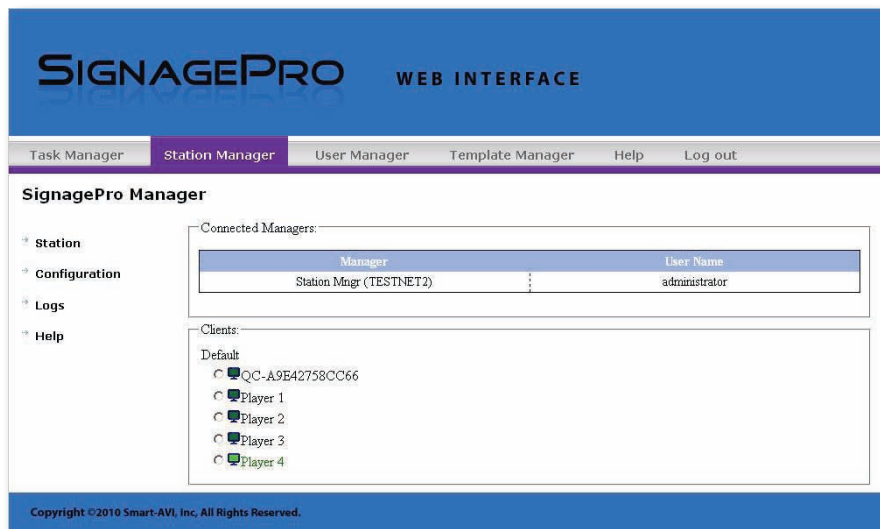 SIGNAGEPRO WEB INTERFACE
Task Manager Station Manager User Manager Template Manager Help Log out
SignagePro Manager
Station
Configuration
Logs
Help
Connected Managers:
Manager User Name
Station Mngr (TESTNET2) administrator
Clients:
Default
QC-A9E42758CC66
Player 1
Player 2
Player 3
Player 4
Copyright ©2010 Smart-AVI, Inc, All Rights Reserved.